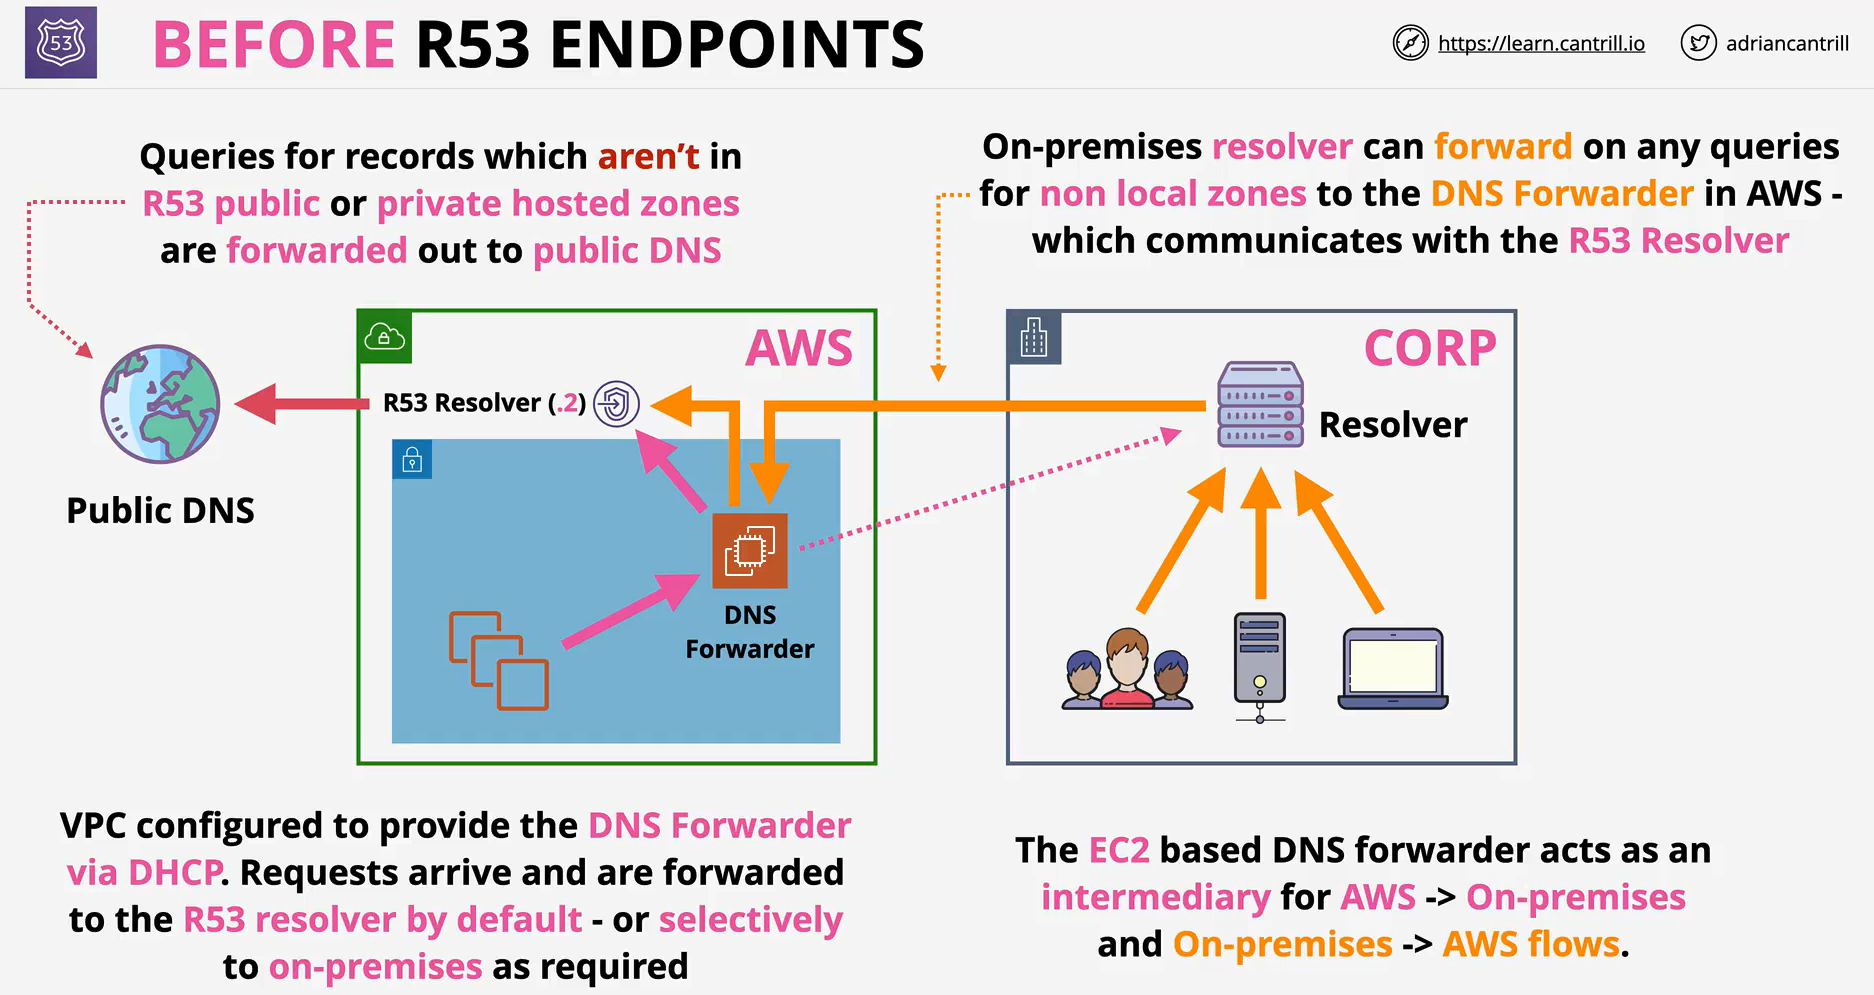 53
BEFORE R53 ENDPOINTS
https://learn.cantrill.io
adriancantrill
Queries for records which aren't in
R53 public or private hosted zones
are forwarded out to public DNS
On-premises resolver can forward on any queries
for non local zones to the DNS Forwarder in AWS -
which communicates with the R53 Resolver
AWS
R53 Resolver (.2)
Public DNS
DNS
Forwarder
CORP
Resolver
VPC configured to provide the DNS Forwarder
via DHCP. Requests arrive and are forwarded
to the R53 resolver by default - or selectively
to on-premises as required
The EC2 based DNS forwarder acts as an
intermediary for AWS -> On-premises
and On-premises -> AWS flows.